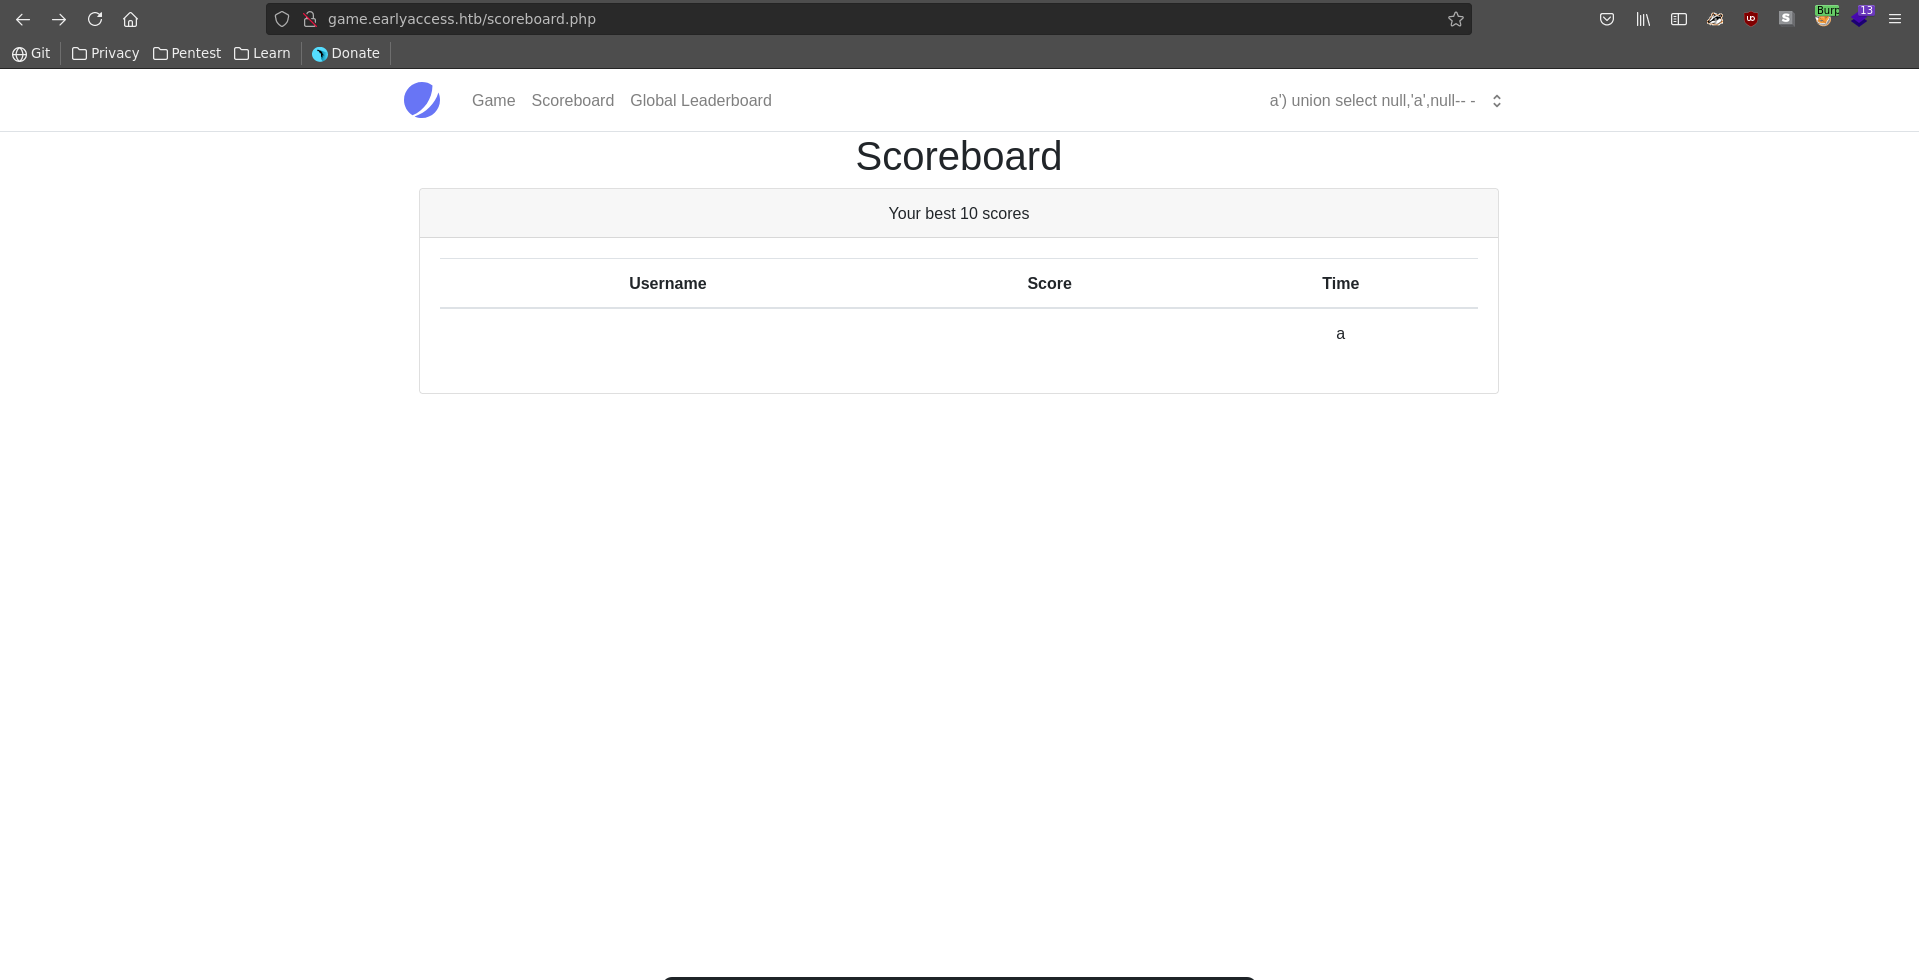 game.earlyaccess.htb/scoreboard.php
Burp
13
Git
Privacy
Pentest
Learn
Donate
Game
Scoreboard
Global Leaderboard
a') union select null,'a',null-- -
Scoreboard
Your best 10 scores
Username Score Time
a